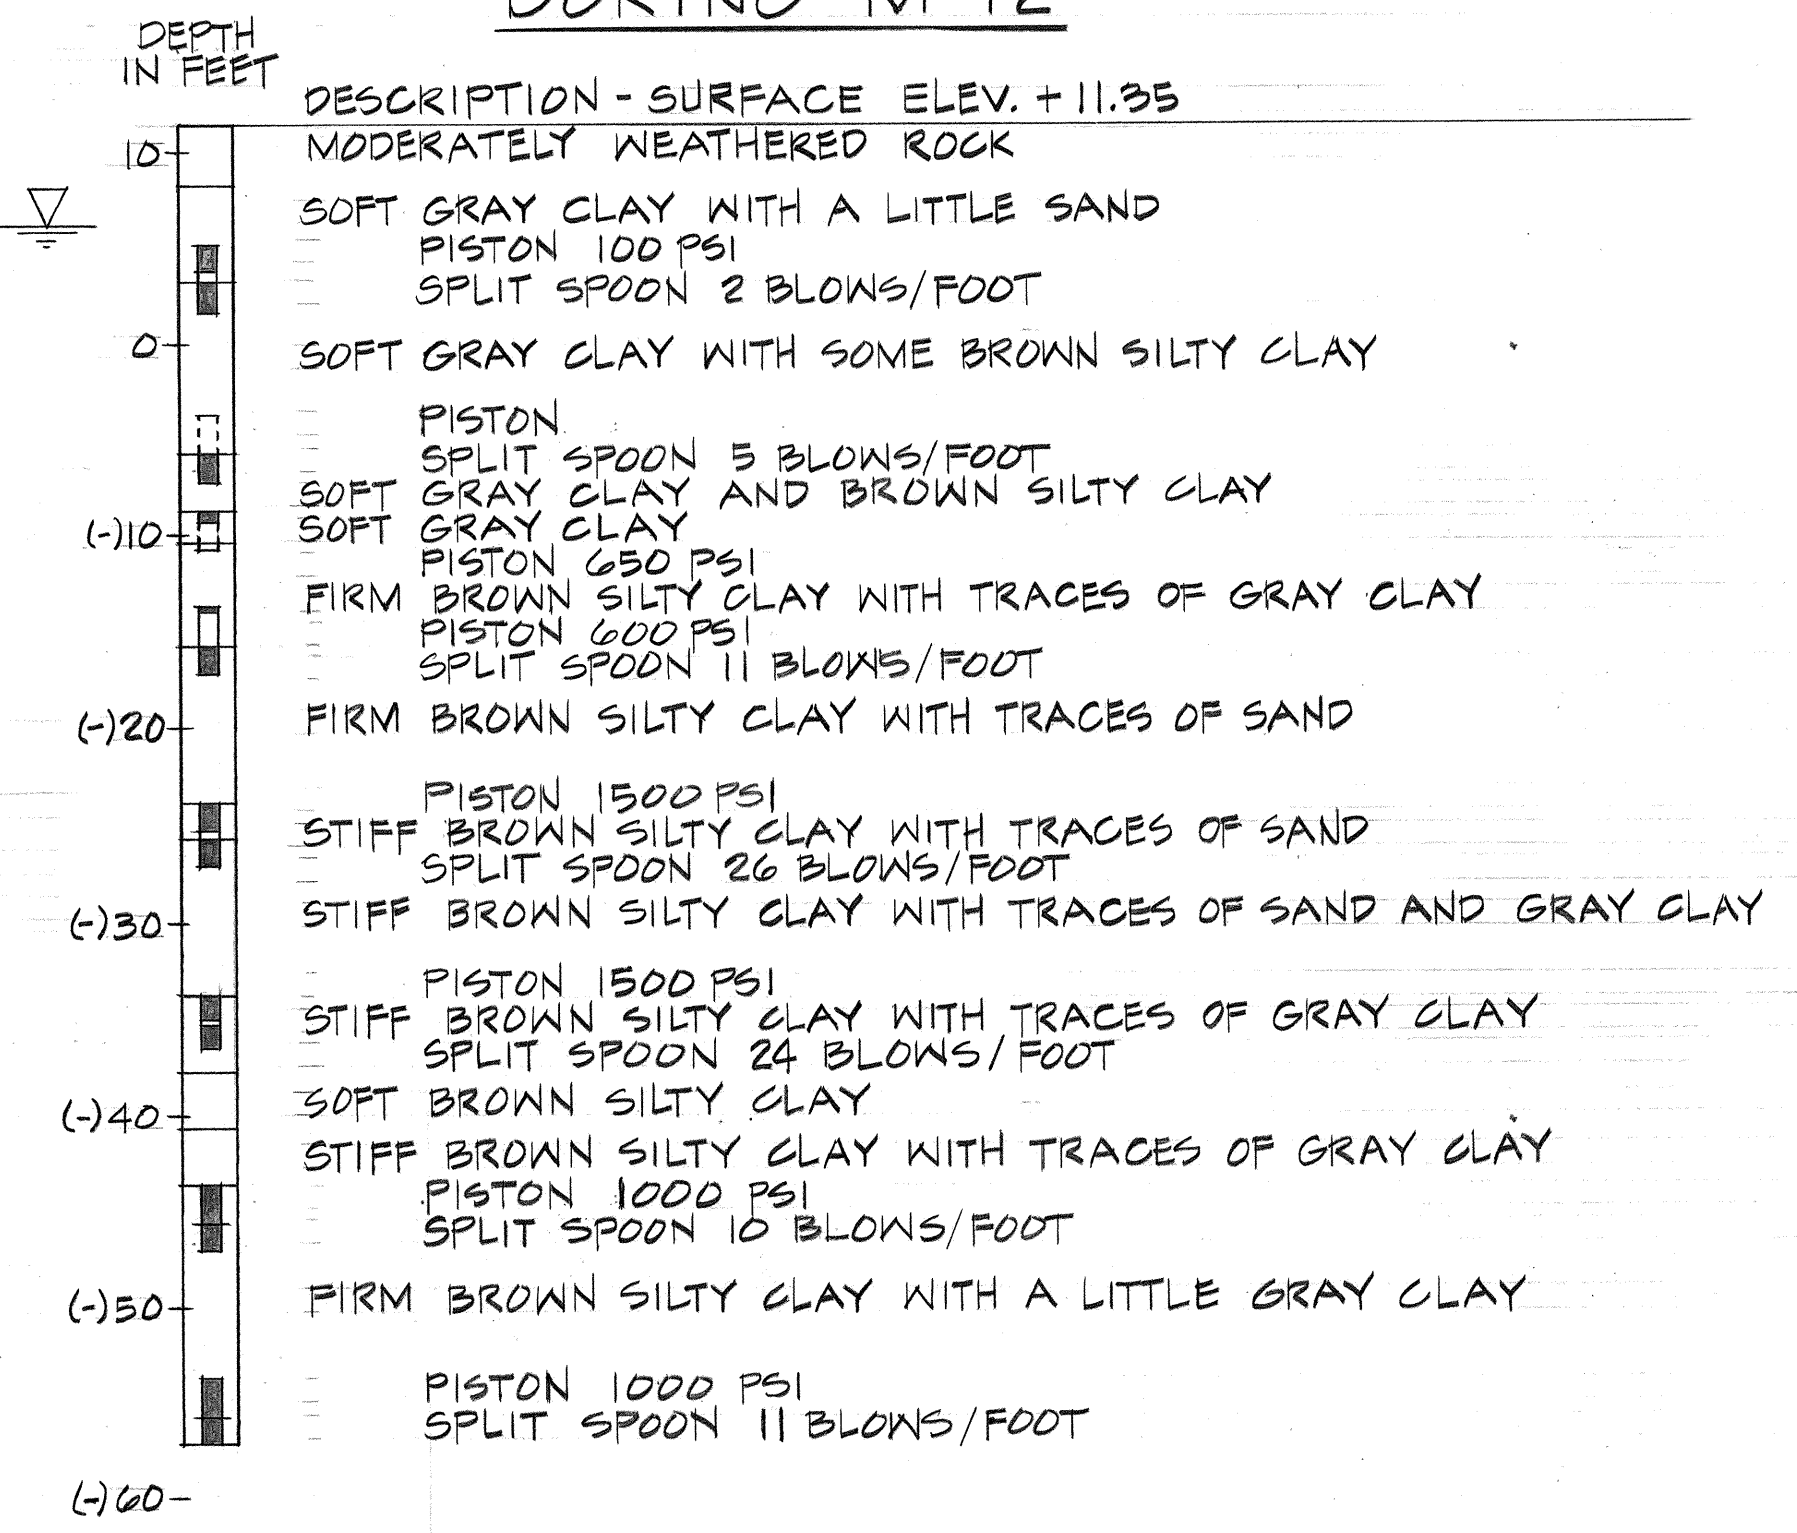 DEPTH
IN FEET
DESCRIPTION - SURFACE ELEV. + 11.35
10 MODERATELY WEATHERED ROCK
SOFT GRAY CLAY WITH A LITTLE SAND
PISTON 100 PSI
SPLIT SPOON 2 BLOWS/FOOT
0 SOFT GRAY CLAY WITH SOME BROWN SILTY CLAY
PISTON
SPLIT SPOON 5 BLOWS/FOOT
SOFT GRAY CLAY AND BROWN SILTY CLAY
(-)10 SOFT GRAY CLAY
PISTON 650 PSI
FIRM BROWN SILTY CLAY WITH TRACES OF GRAY CLAY
PISTON 600 PSI
SPLIT SPOON 11 BLOWS/FOOT
(-)20 FIRM BROWN SILTY CLAY WITH TRACES OF SAND
PISTON 1500 PSI
STIFF BROWN SILTY CLAY WITH TRACES OF SAND
SPLIT SPOON 26 BLOWS/FOOT
(-)30 STIFF BROWN SILTY CLAY WITH TRACES OF SAND AND GRAY CLAY
PISTON 1500 PSI
STIFF BROWN SILTY CLAY WITH TRACES OF GRAY CLAY
SPLIT SPOON 24 BLOWS/FOOT
(-)40 SOFT BROWN SILTY CLAY
STIFF BROWN SILTY CLAY WITH TRACES OF GRAY CLAY
PISTON 1000 PSI
SPLIT SPOON 10 BLOWS/FOOT
(-)50 FIRM BROWN SILTY CLAY WITH A LITTLE GRAY CLAY
PISTON 1000 PSI
SPLIT SPOON 11 BLOWS/FOOT
(-)60